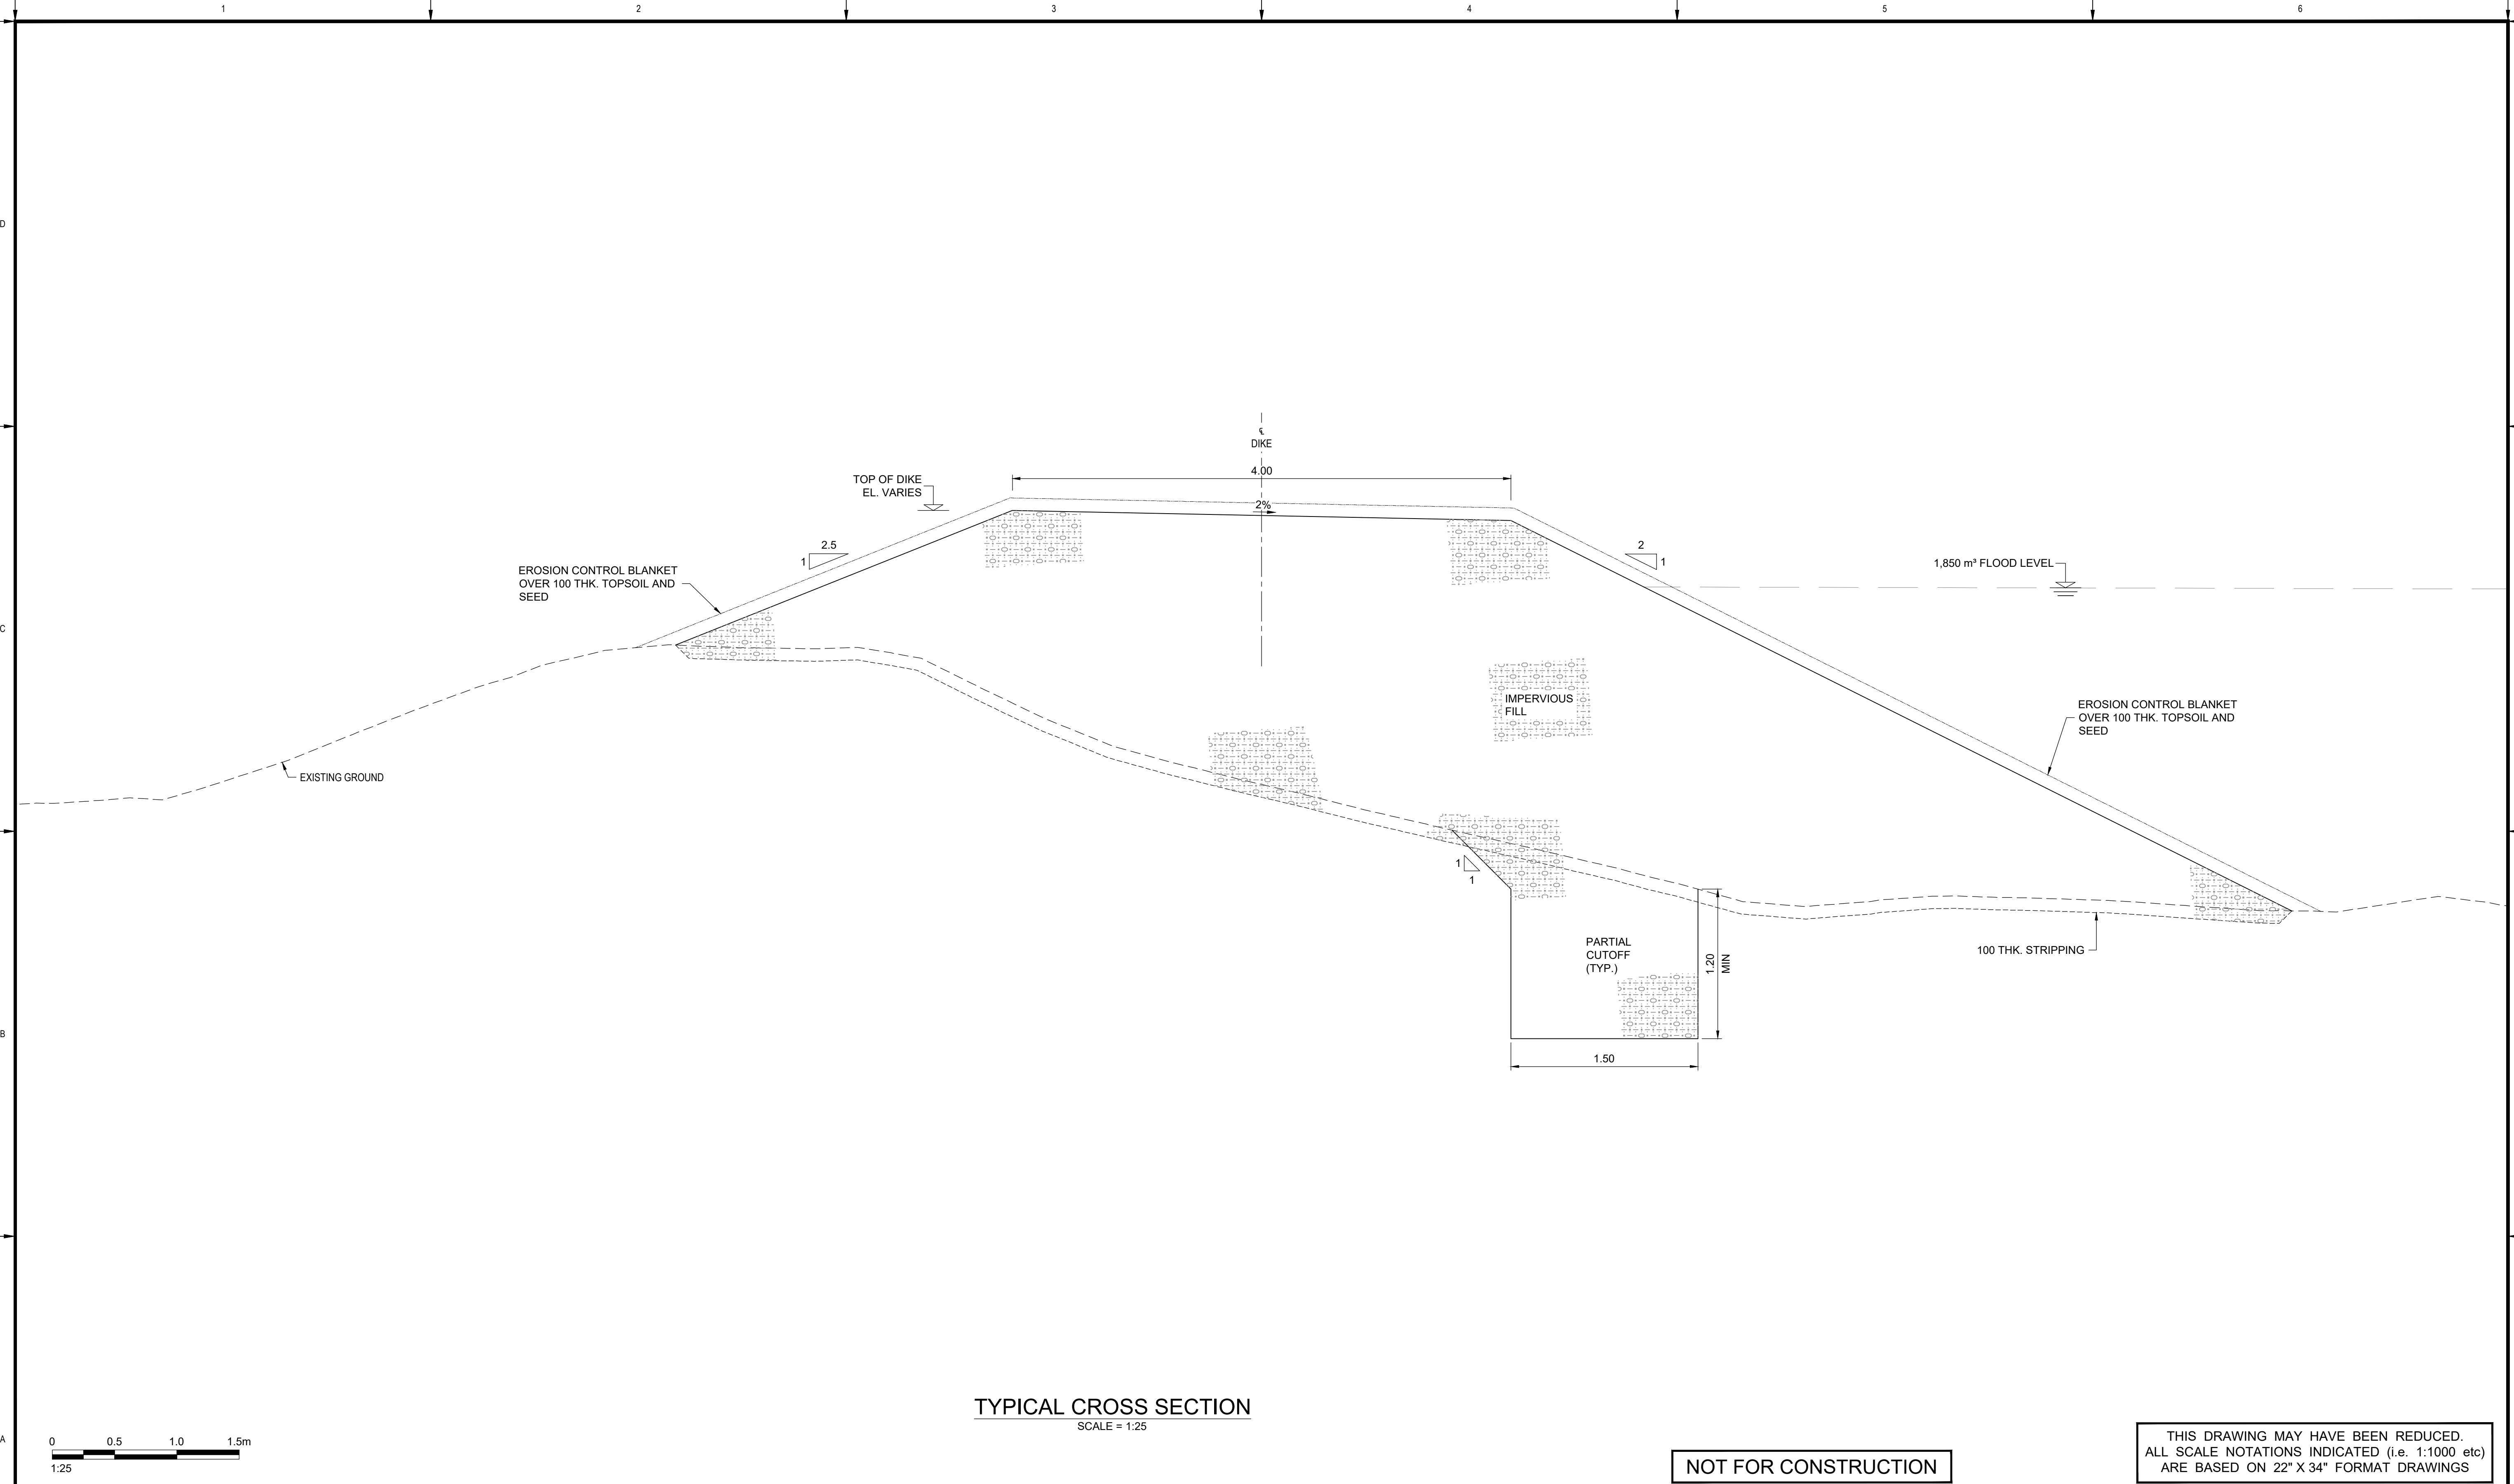 1 2 3 4 5 6
D
℄
DIKE
4.00
TOP OF DIKE
EL. VARIES
2%
2.5
1
2
1
1,850 m³ FLOOD LEVEL
EROSION CONTROL BLANKET
OVER 100 THK. TOPSOIL AND
SEED
C
IMPERVIOUS
FILL
EROSION CONTROL BLANKET
OVER 100 THK. TOPSOIL AND
SEED
EXISTING GROUND
1
1
PARTIAL
CUTOFF
(TYP.)
1.20
MIN
100 THK. STRIPPING
B
1.50
TYPICAL CROSS SECTION
SCALE = 1:25
A
0 0.5 1.0 1.5m
1:25
NOT FOR CONSTRUCTION
THIS DRAWING MAY HAVE BEEN REDUCED.
ALL SCALE NOTATIONS INDICATED (i.e. 1:1000 etc)
ARE BASED ON 22" X 34" FORMAT DRAWINGS